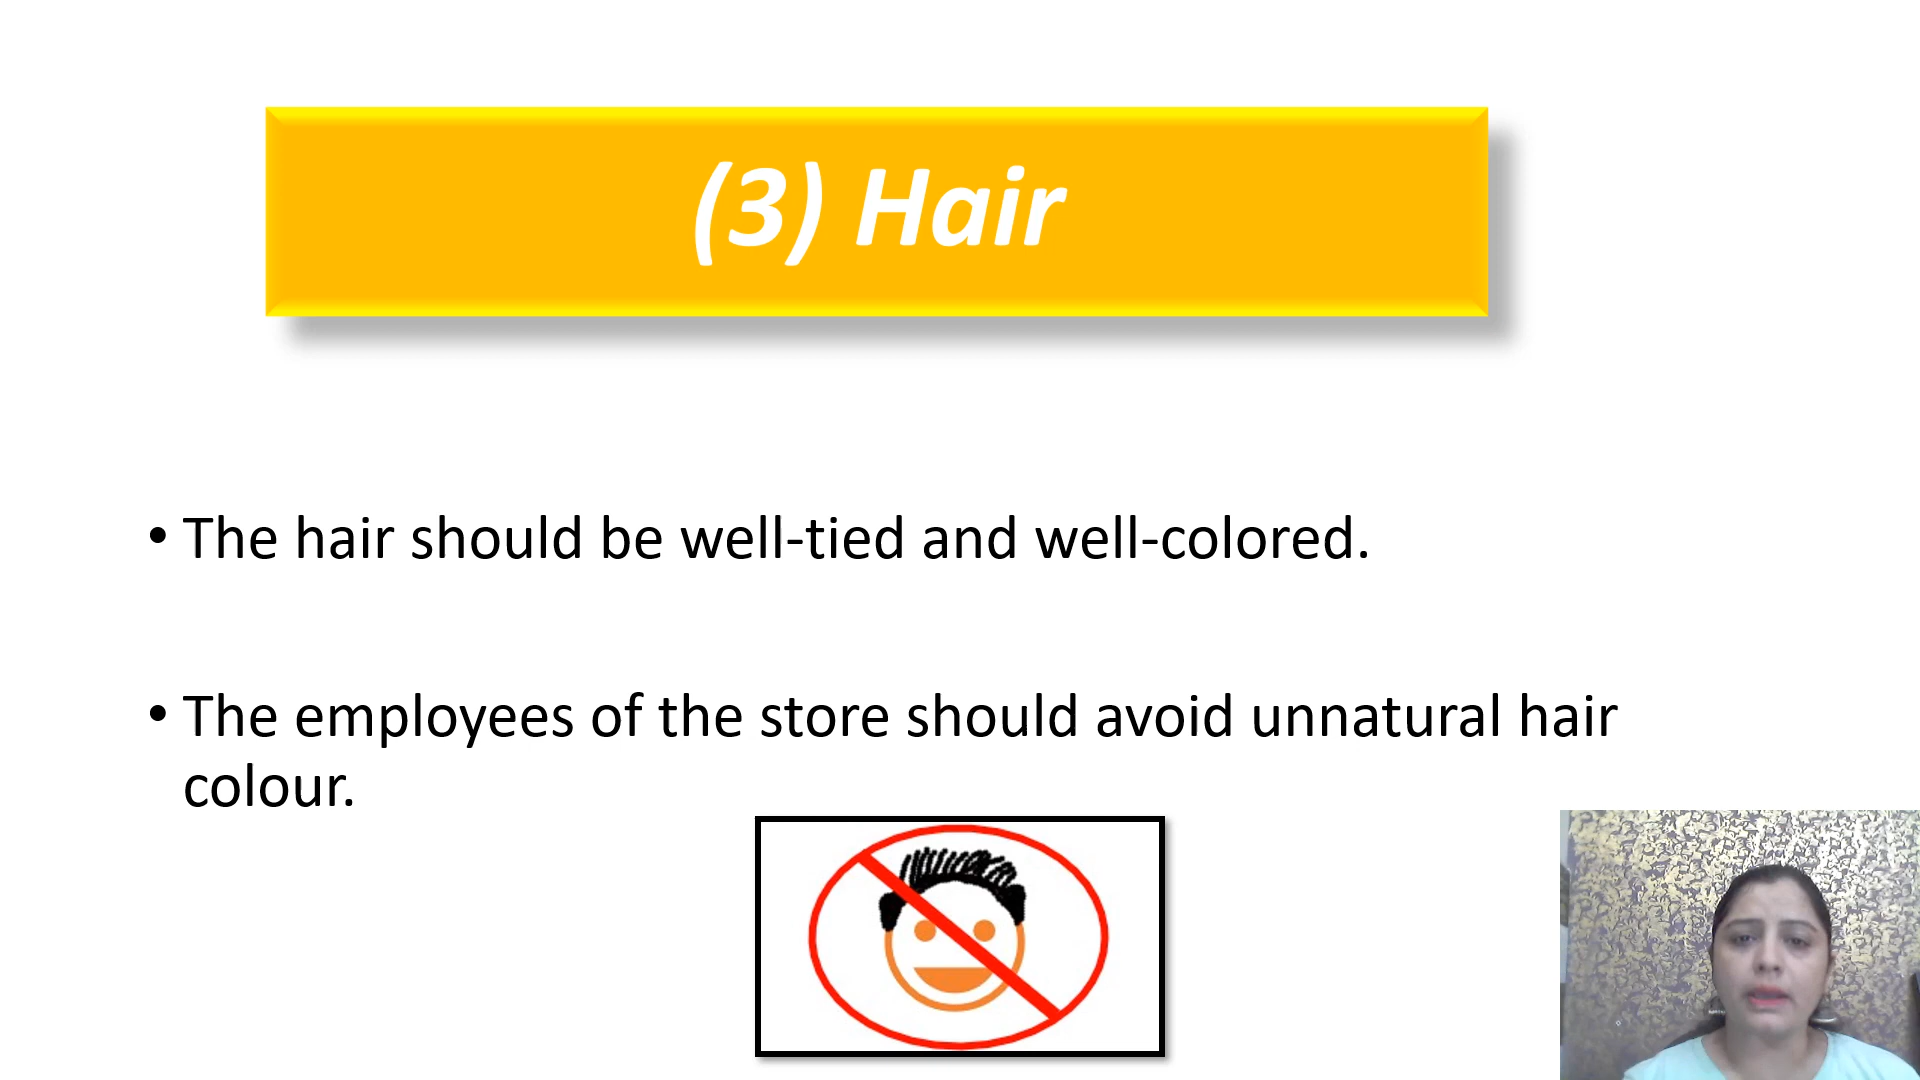 (3) Hair
• The hair should be well-tied and well-colored.
• The employees of the store should avoid unnatural hair
colour.